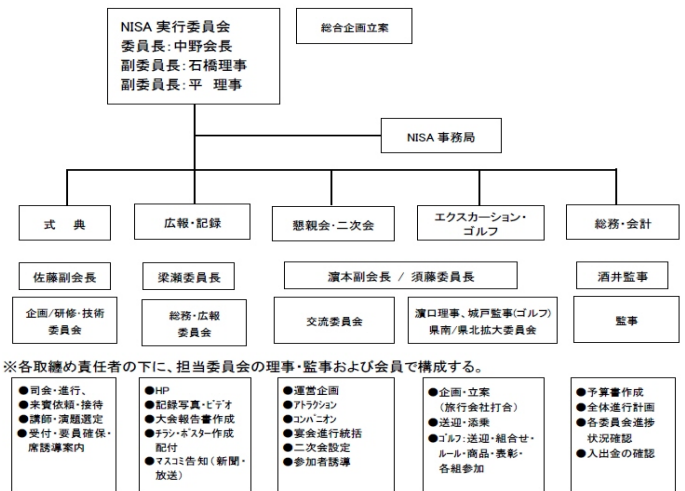 NISA 実行委員会
委員長:中野会長
副委員長:石橋理事
副委員長:平　理事
総合企画立案
NISA 事務局
式　典
広報・記録
懇親会・二次会
エクスカーション・
ゴルフ
総務・会計
佐藤副会長
梁瀬委員長
濵本副会長 / 須藤委員長
酒井監事
企画/研修・技術
委員会
総務・広報
委員会
交流委員会
濵口理事、城戸監事(ゴルフ)
県南/県北拡大委員会
監事
※各取纏め責任者の下に、担当委員会の理事・監事および会員で構成する。
●司会・進行、
●来賓依頼・接待
●講師・演題選定
●受付・要員確保・
席誘導案内
●HP
●記録写真・ビデオ
●大会報告書作成
●チラシ・ポスター作成
配付
●マスコミ告知(新聞・
放送)
●運営企画
●アトラクション
●コンパニオン
●宴会進行統括
●二次会設定
●参加者誘導
●企画・立案
(旅行会社打合)
●送迎・添乗
●ゴルフ:送迎・組合せ・
ルール・商品・表彰・
各組参加
●予算書作成
●全体進行計画
●各委員会進捗
状況確認
●入出金の確認